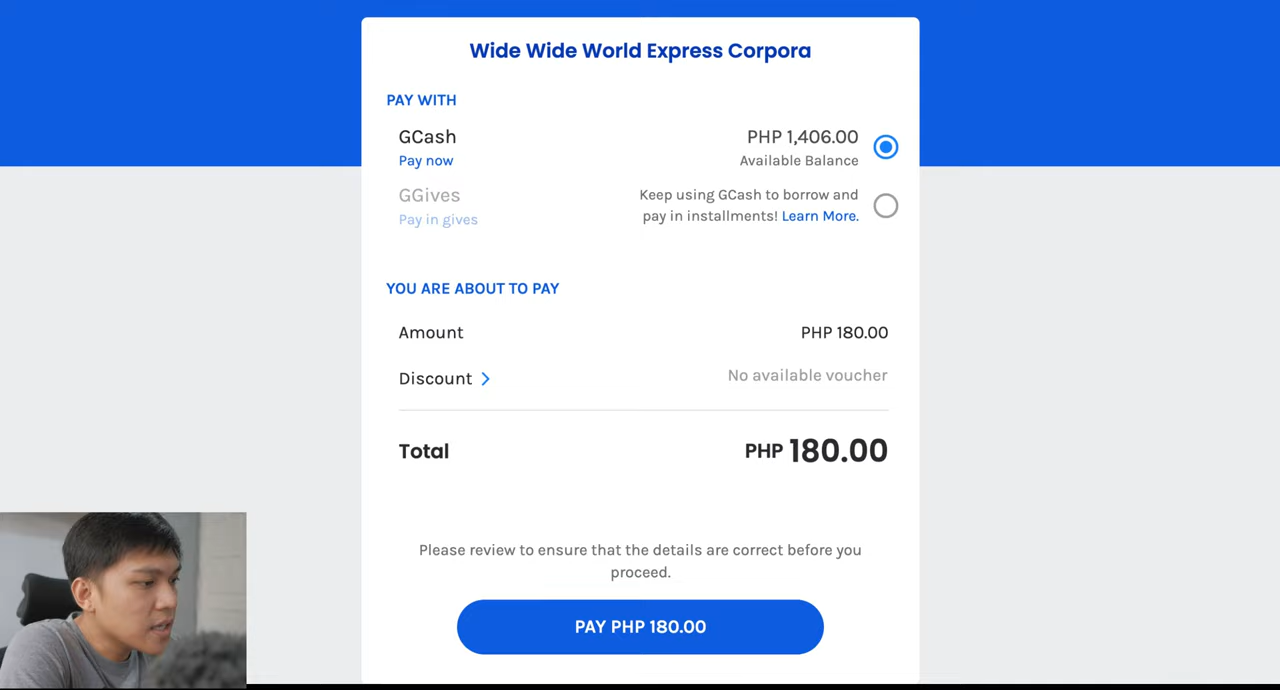 Wide Wide World Express Corpora
PAY WITH
GCash
PHP 1,406.00
Pay now
Available Balance
GGives
Keep using GCash to borrow and
Pay in gives
pay in installments! Learn More.
YOU ARE ABOUT TO PAY
Amount
PHP 180.00
Discount
No available voucher
Total
PHP 180.00
Please review to ensure that the details are correct before you
proceed.
PAY PHP 180.00